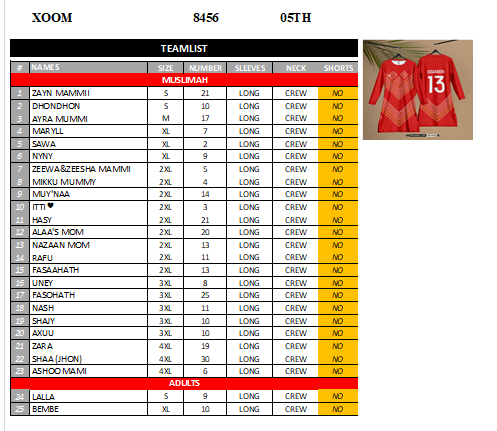 XOOM 8456 05TH
TEAMLIST
# NAMES SIZE NUMBER SLEEVES NECK SHORTS
MUSLIMAH
1 ZAYN MAMMII S 21 LONG CREW NO
2 DHONDHON S 10 LONG CREW NO
3 AYRA MUMMI M 17 LONG CREW NO
4 MARYLL XL 7 LONG CREW NO
5 SAWA XL 2 LONG CREW NO
6 NYNY XL 9 LONG CREW NO
7 ZEEWA&ZEESHA MAMMI 2XL 5 LONG CREW NO
8 MIKKU MUMMY 2XL 4 LONG CREW NO
9 MUY'NAA 2XL 14 LONG CREW NO
10 ITTI ♥ 2XL 3 LONG CREW NO
11 HASY 2XL 21 LONG CREW NO
12 ALAA'S MOM 2XL 20 LONG CREW NO
13 NAZAAN MOM 2XL 13 LONG CREW NO
14 RAFU 2XL 11 LONG CREW NO
15 FASAAHATH 2XL 13 LONG CREW NO
16 UNEY 3XL 8 LONG CREW NO
17 FASOHATH 3XL 25 LONG CREW NO
18 NASH 3XL 11 LONG CREW NO
19 SHAJY 3XL 10 LONG CREW NO
20 AXUU 3XL 10 LONG CREW NO
21 ZARA 4XL 19 LONG CREW NO
22 SHAA (JHON) 4XL 30 LONG CREW NO
23 ASHOO MAMI 4XL 6 LONG CREW NO
ADULTS
24 LALLA S 9 LONG CREW NO
25 BEMBE XL 10 LONG CREW NO
13